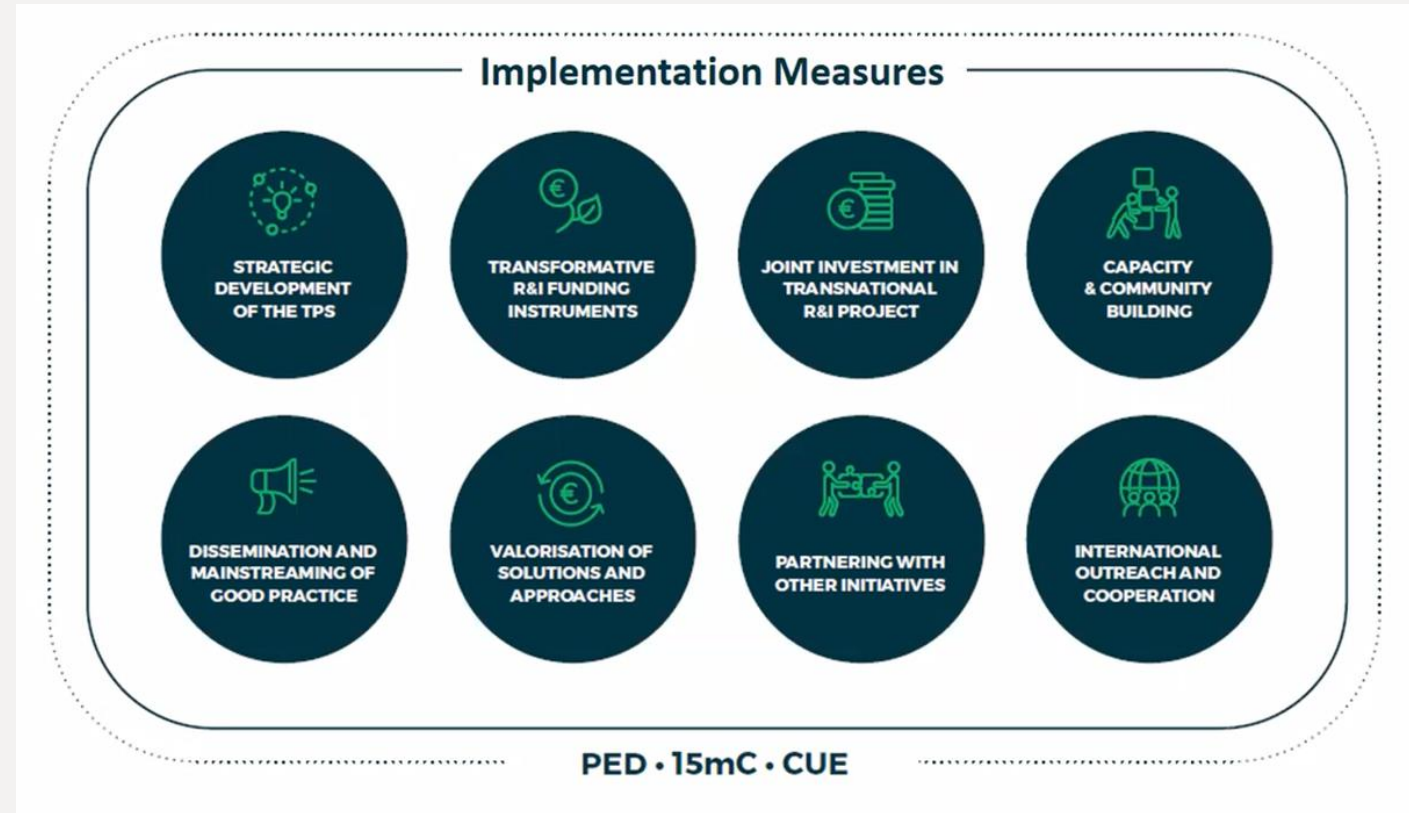 Implementation Measures
STRATEGIC
DEVELOPMENT
OF THE TPS
TRANSFORMATIVE
R&I FUNDING
INSTRUMENTS
JOINT INVESTMENT IN
TRANSNATIONAL
R&I PROJECT
CAPACITY
& COMMUNITY
BUILDING
DISSEMINATION AND
MAINSTREAMING OF
GOOD PRACTICE
VALORISATION OF
SOLUTIONS AND
APPROACHES
PARTNERING WITH
OTHER INITIATIVES
INTERNATIONAL
OUTREACH AND
COOPERATION
PED • 15mC • CUE